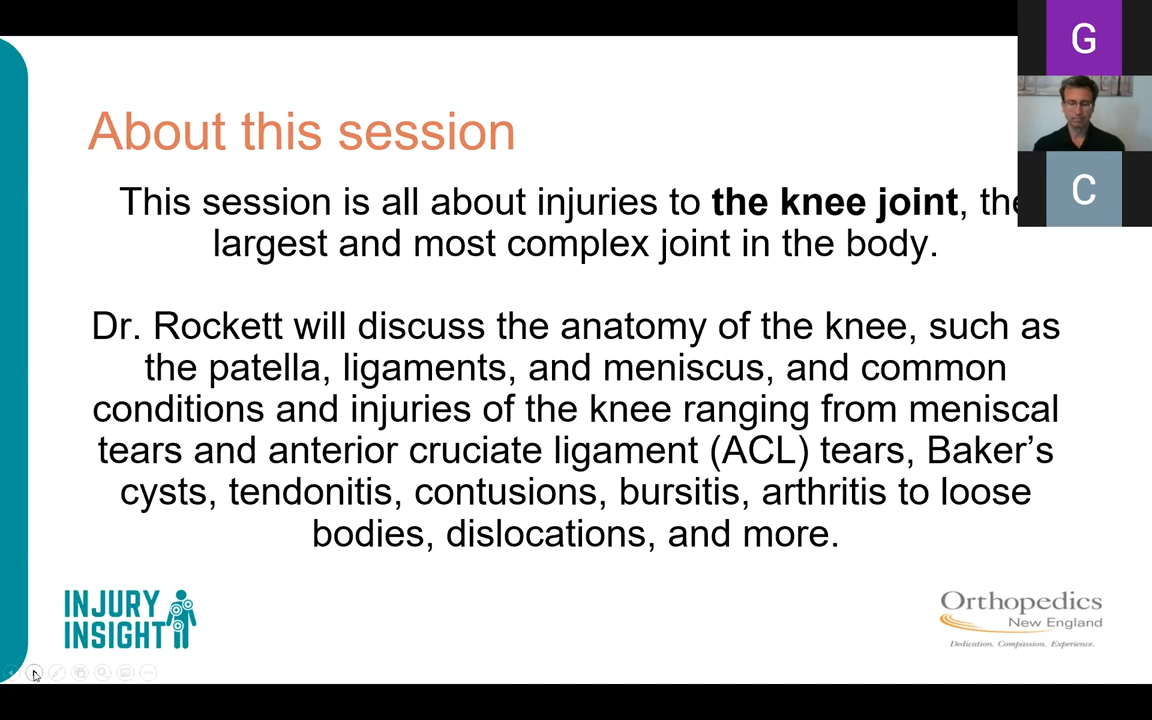 G
About this session
C
This session is all about injuries to the knee joint, the
largest and most complex joint in the body.
Dr. Rockett will discuss the anatomy of the knee, such as
the patella, ligaments, and meniscus, and common
conditions and injuries of the knee ranging from meniscal
tears and anterior cruciate ligament (ACL) tears, Baker’s
cysts, tendonitis, contusions, bursitis, arthritis to loose
bodies, dislocations, and more.
INJURY
INSIGHT
Orthopedics
New England
Dedication. Compassion. Experience.